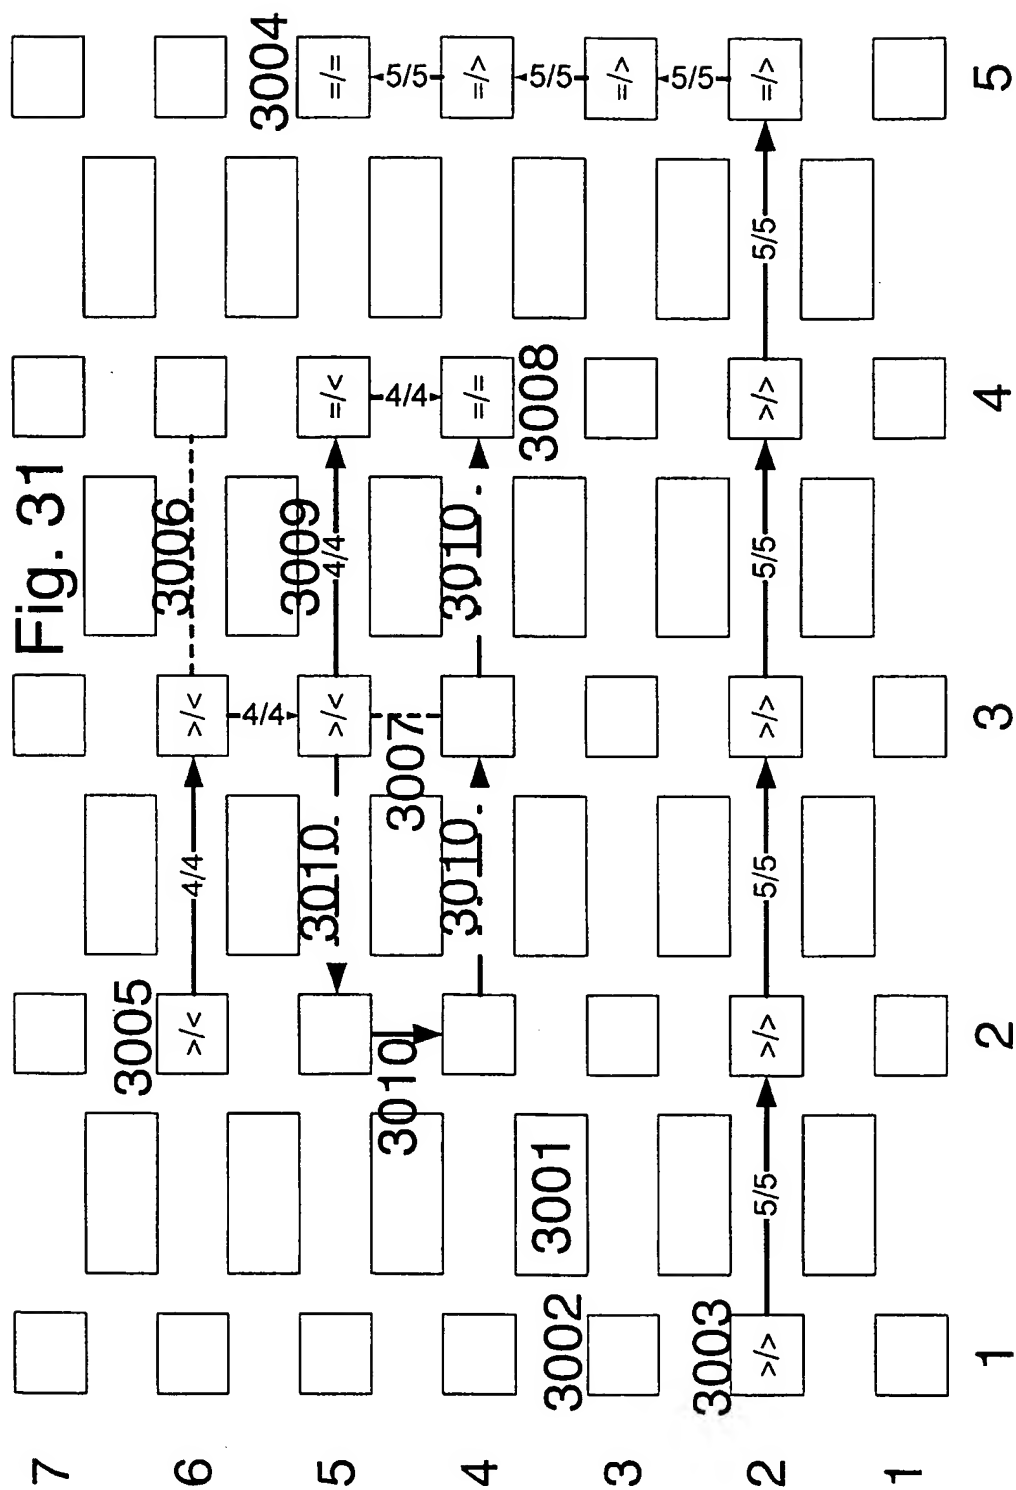 Fig. 31
7
3005
3006
6 >/< 4/4 >/<
4/4
3004
3010 3009
5 >/< 4/4 =/< =/=
3010 3007 4/4 5/5
3010 3010
4 =/= =/>
3001 3008 5/5
3002
3 =/>
3003 5/5
2 >/> 5/5 >/> 5/5 >/> 5/5 >/> 5/5 =/>
1
1 2 3 4 5